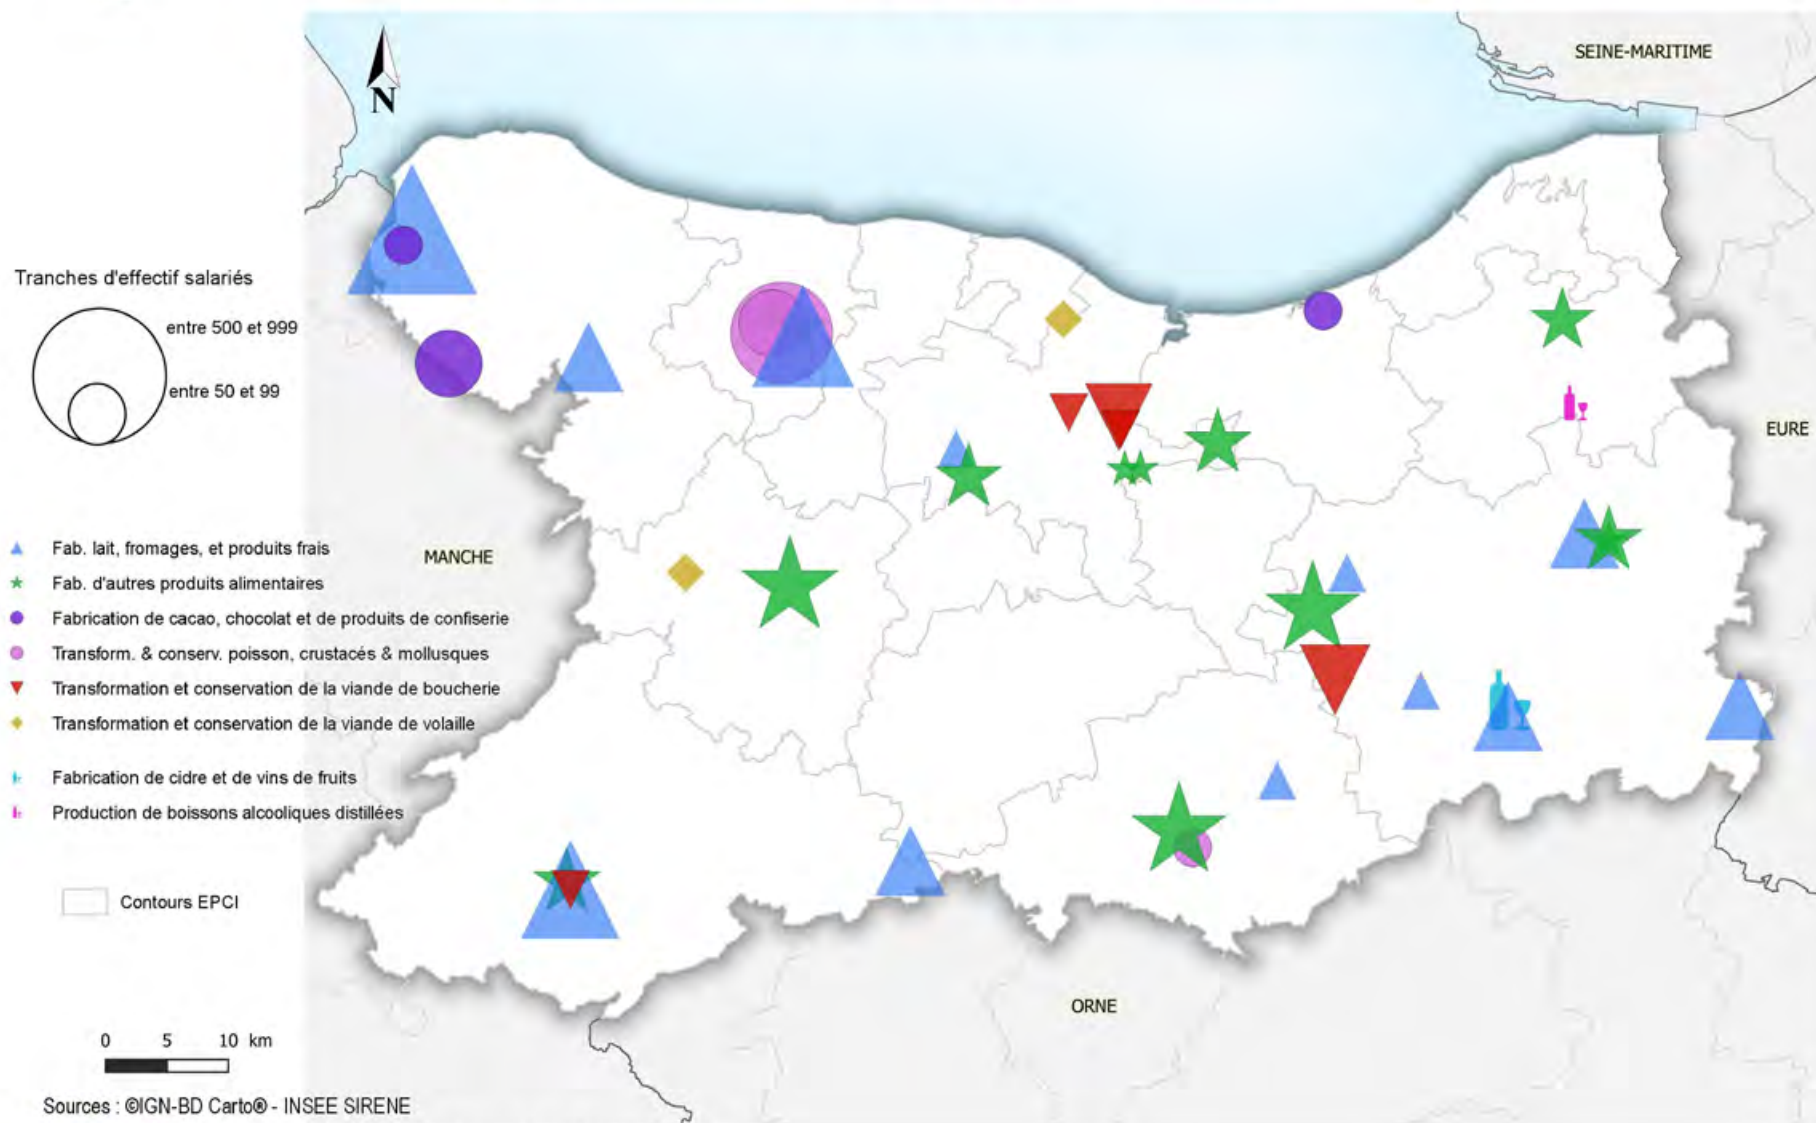 SEINE-MARITIME
N
Tranches d'effectif salariés
entre 500 et 999
entre 50 et 99
EURE
MANCHE
Fab. lait, fromages, et produits frais
Fab. d'autres produits alimentaires
Fabrication de cacao, chocolat et de produits de confiserie
Transform. & conserv. poisson, crustacés & mollusques
Transformation et conservation de la viande de boucherie
Transformation et conservation de la viande de volaille
Fabrication de cidre et de vins de fruits
Production de boissons alcooliques distillées
Contours EPCI
ORNE
0 5 10 km
Sources : ©IGN-BD Carto® - INSEE SIRENE